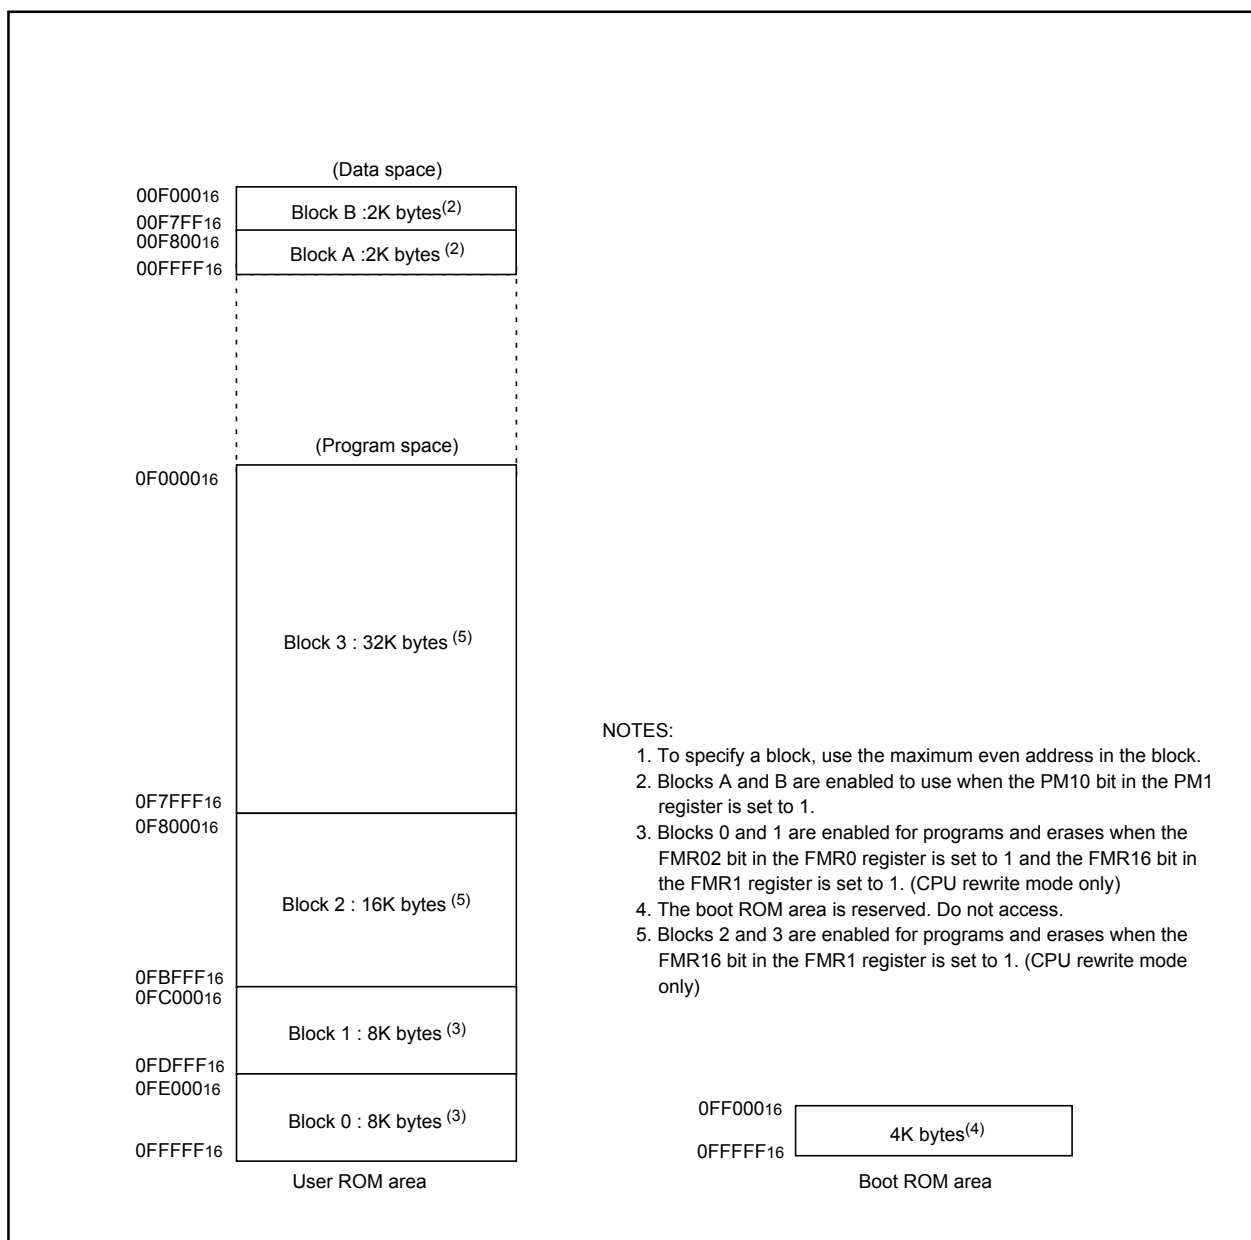 (Data space)
00F00016
Block B :2K bytes(2)
00F7FF16
00F80016
Block A :2K bytes (2)
00FFFF16
(Program space)
0F000016
Block 3 : 32K bytes (5)
0F7FFF16
0F800016
Block 2 : 16K bytes (5)
0FBFFF16
0FC00016
Block 1 : 8K bytes (3)
0FDFFF16
0FE00016
Block 0 : 8K bytes (3)
0FFFFF16
User ROM area
NOTES:
1. To specify a block, use the maximum even address in the block.
2. Blocks A and B are enabled to use when the PM10 bit in the PM1
register is set to 1.
3. Blocks 0 and 1 are enabled for programs and erases when the
FMR02 bit in the FMR0 register is set to 1 and the FMR16 bit in
the FMR1 register is set to 1. (CPU rewrite mode only)
4. The boot ROM area is reserved. Do not access.
5. Blocks 2 and 3 are enabled for programs and erases when the
FMR16 bit in the FMR1 register is set to 1. (CPU rewrite mode
only)
0FF00016
4K bytes(4)
0FFFFF16
Boot ROM area